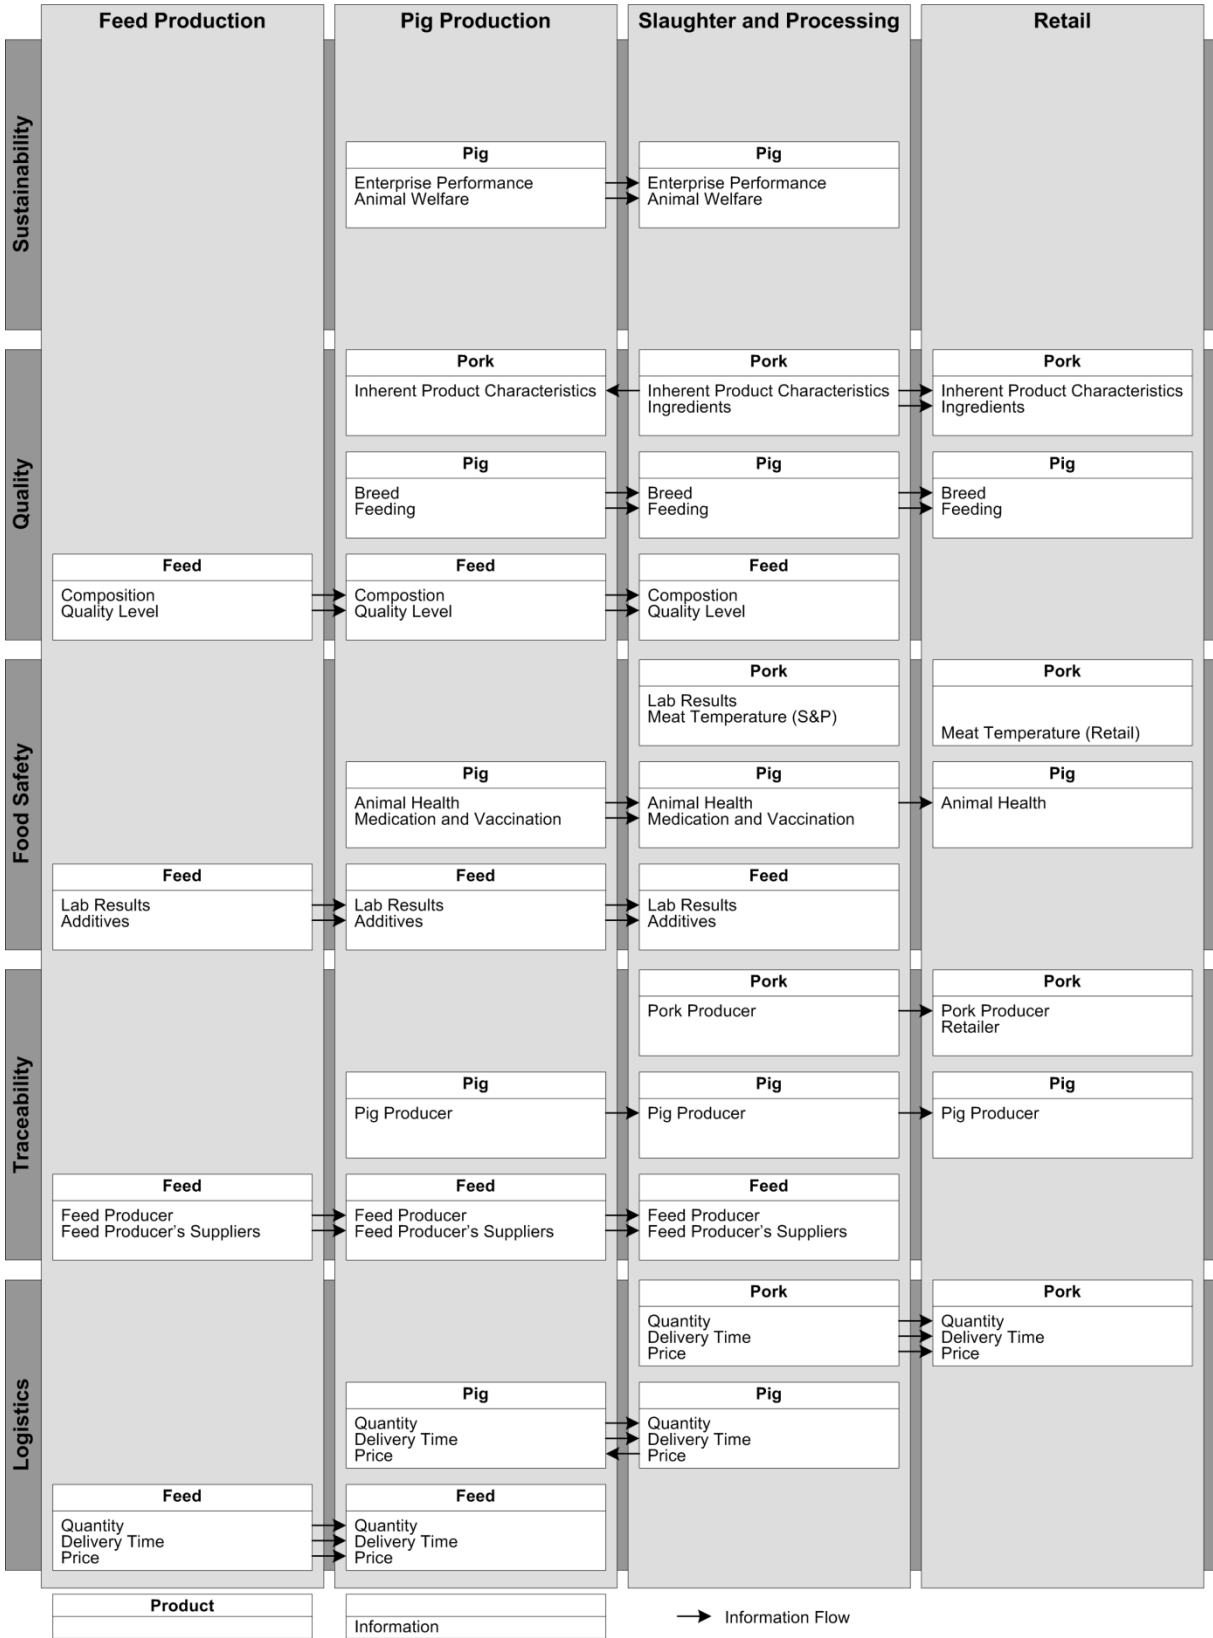 Feed Production
Pig Production
Slaughter and Processing
Retail
Sustainability
Pig
Enterprise Performance
Animal Welfare
Pig
Enterprise Performance
Animal Welfare
Quality
Pork
Inherent Product Characteristics
Pork
Inherent Product Characteristics
Ingredients
Pork
Inherent Product Characteristics
Ingredients
Pig
Breed
Feeding
Pig
Breed
Feeding
Pig
Breed
Feeding
Feed
Composition
Quality Level
Feed
Compostion
Quality Level
Feed
Compostion
Quality Level
Food Safety
Pork
Lab Results
Meat Temperature (S&P)
Pork
Meat Temperature (Retail)
Pig
Animal Health
Medication and Vaccination
Pig
Animal Health
Medication and Vaccination
Pig
Animal Health
Feed
Lab Results
Additives
Feed
Lab Results
Additives
Feed
Lab Results
Additives
Traceability
Pork
Pork Producer
Pork
Pork Producer
Retailer
Pig
Pig Producer
Pig
Pig Producer
Pig
Pig Producer
Feed
Feed Producer
Feed Producer's Suppliers
Feed
Feed Producer
Feed Producer's Suppliers
Feed
Feed Producer
Feed Producer's Suppliers
Logistics
Pork
Quantity
Delivery Time
Price
Pork
Quantity
Delivery Time
Price
Pig
Quantity
Delivery Time
Price
Pig
Quantity
Delivery Time
Price
Feed
Quantity
Delivery Time
Price
Feed
Quantity
Delivery Time
Price
Product
Information
Information Flow